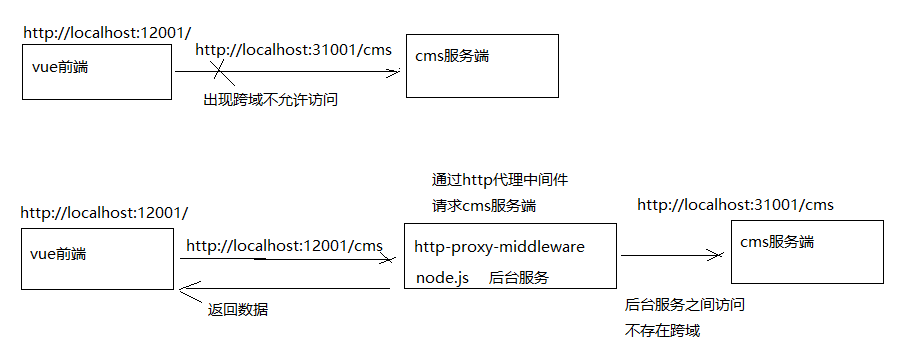 http://localhost:12001/
vue前端
http://localhost:31001/cms
cms服务端
出现跨域不允许访问
通过http代理中间件
请求cms服务端
http://localhost:31001/cms
http://localhost:12001/
vue前端
http://localhost:12001/cms
http-proxy-middleware
node.js 后台服务
cms服务端
返回数据
后台服务之间访问
不存在跨域